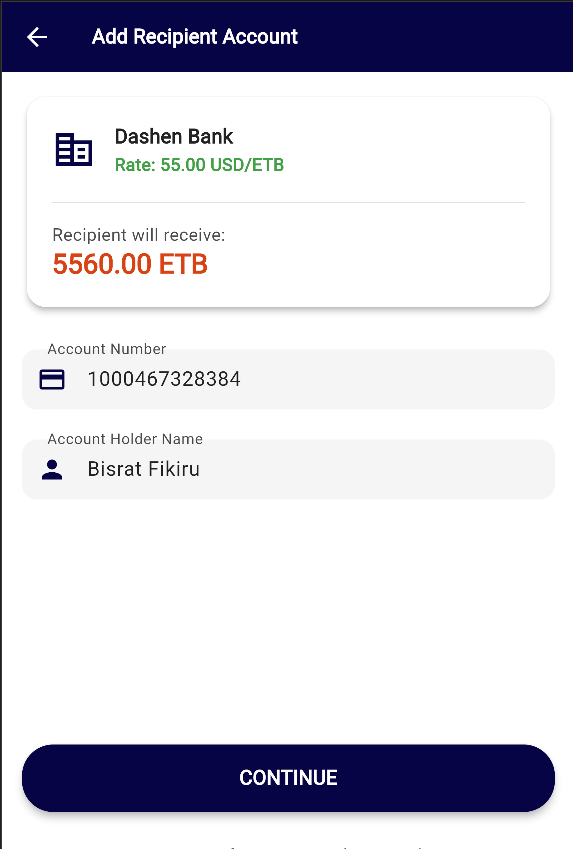 Add Recipient Account
Dashen Bank
Rate: 55.00 USD/ETB
Recipient will receive:
5560.00 ETB
Account Number
1000467328384
Account Holder Name
Bisrat Fikiru
CONTINUE